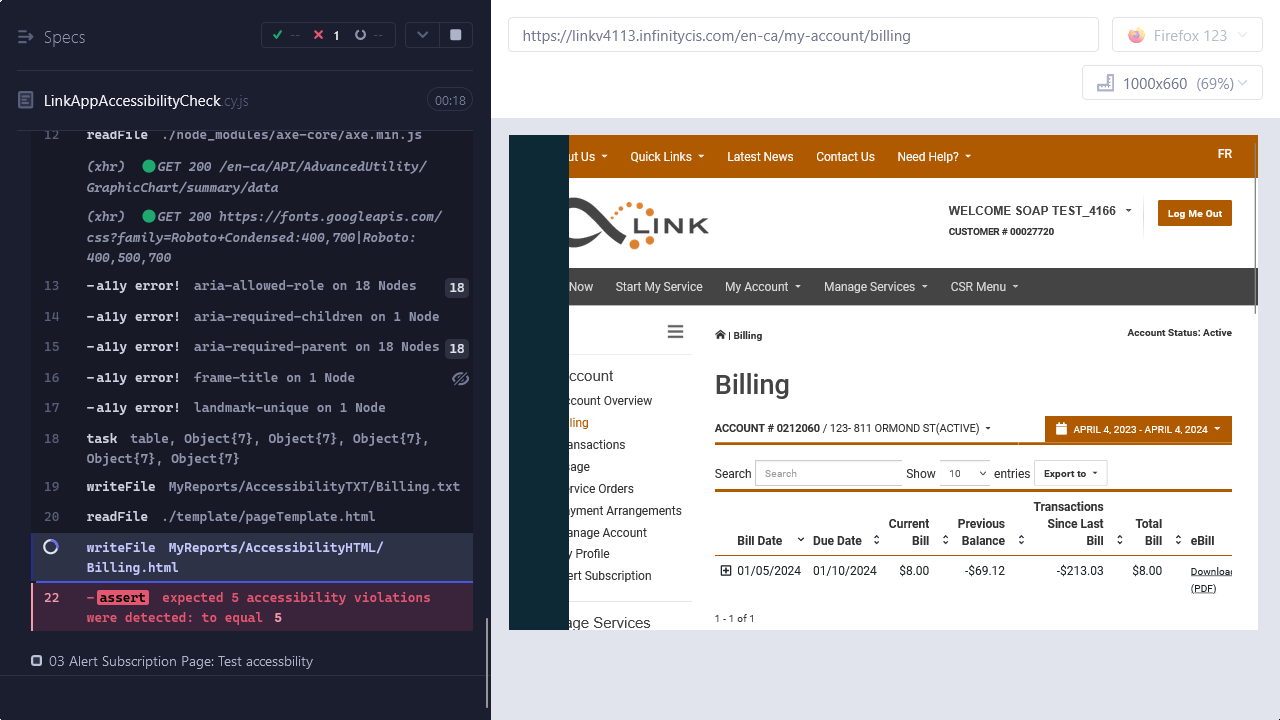 Specs
-- 1 --
LinkAppAccessibilityCheck.cy.js
00:18
12 readFile ./node_modules/axe-core/axe.min.js
(xhr) GET 200 /en-ca/API/AdvancedUtility/
GraphicChart/summary/data
(xhr) GET 200 https://fonts.googleapis.com/
css?family=Roboto+Condensed:400,700|Roboto:
400,500,700
13 -a11y error! aria-allowed-role on 18 Nodes 18
14 -a11y error! aria-required-children on 1 Node
15 -a11y error! aria-required-parent on 18 Nodes 18
16 -a11y error! frame-title on 1 Node
17 -a11y error! landmark-unique on 1 Node
18 task table, Object{7}, Object{7}, Object{7},
Object{7}, Object{7}
19 writeFile MyReports/AccessibilityTXT/Billing.txt
20 readFile ./template/pageTemplate.html
writeFile MyReports/AccessibilityHTML/
Billing.html
22 -assert expected 5 accessibility violations
were detected: to equal 5
03 Alert Subscription Page: Test accessbility
https://linkv4113.infinitycis.com/en-ca/my-account/billing
Firefox 123
1000x660 (69%)
ut Us Quick Links Latest News Contact Us Need Help? FR
LINK
WELCOME SOAP TEST_4166
CUSTOMER # 00027720
Log Me Out
Now Start My Service My Account Manage Services CSR Menu
ccount
ccount Overview
ling
ansactions
sage
ervice Orders
yment Arrangements
anage Account
y Profile
ert Subscription
age Services
| Billing
Account Status: Active
Billing
ACCOUNT # 0212060 / 123- 811 ORMOND ST(ACTIVE)
APRIL 4, 2023 - APRIL 4, 2024
Search Search Show 10 entries Export to
Bill Date Due Date Current Bill Previous Balance Transactions Since Last Bill Total Bill eBill
01/05/2024 01/10/2024 $8.00 -$69.12 -$213.03 $8.00 Downloa
(PDF)
1 - 1 of 1